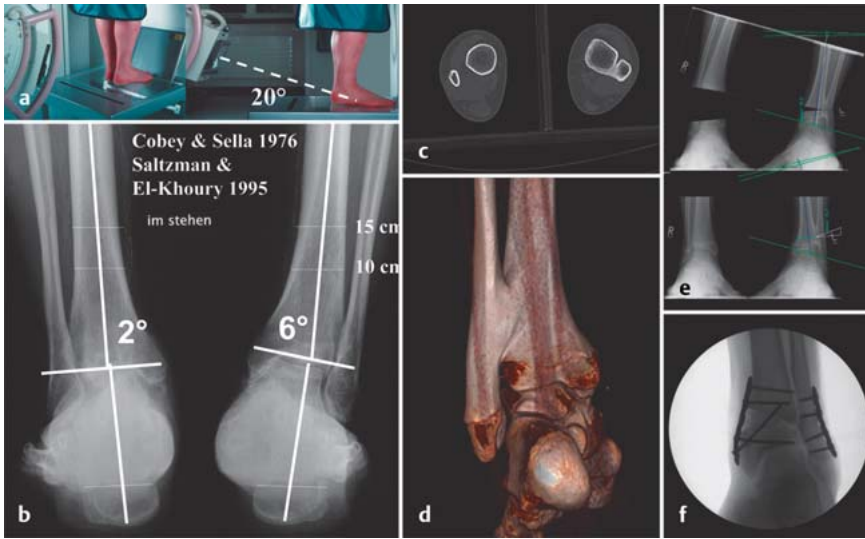 20°
a
Cobey & Sella 1976
Saltzman &
El-Khoury 1995
im stehen
15 cm
10 cm
2°
6°
b
c
d
R
R
e
f